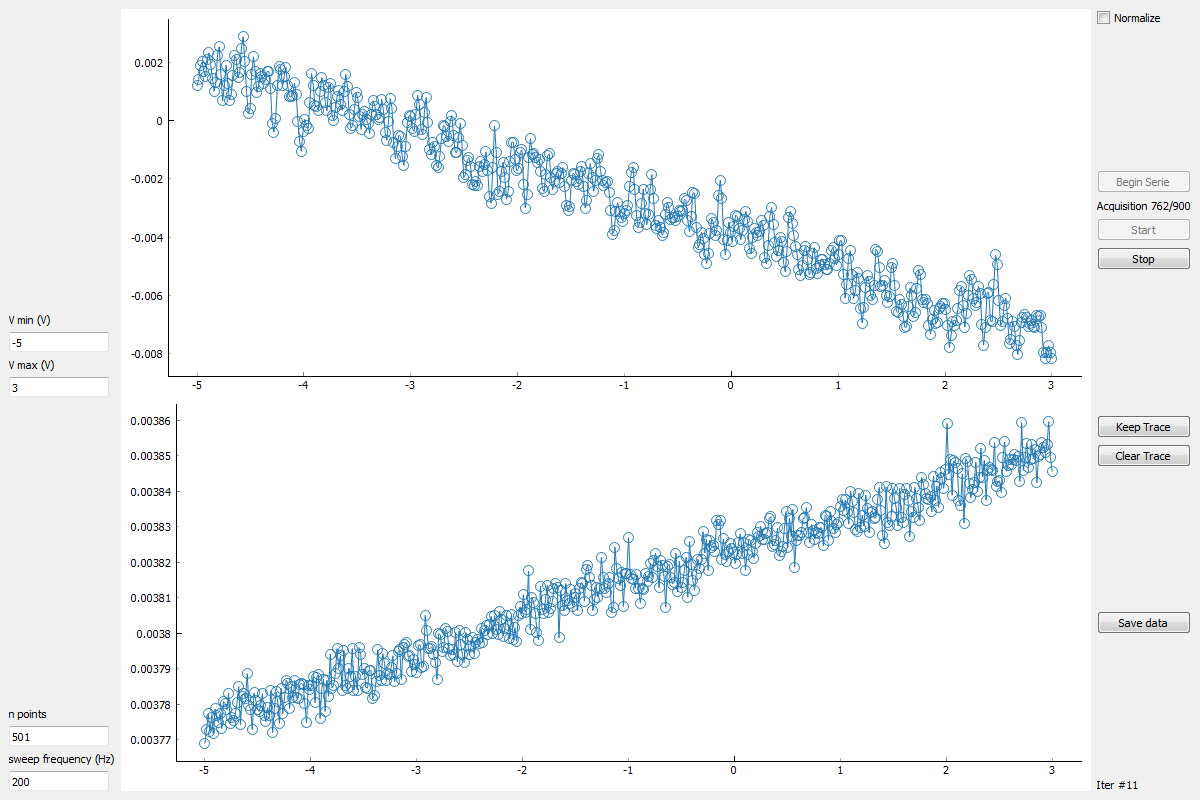 Normalize
0.002
0
-0.002
-0.004
-0.006
-0.008
-5
-4
-3
-2
-1
0
1
2
3
Begin Serie
Acquisition 762/900
Start
Stop
V min (V)
-5
V max (V)
3
0.00386
0.00385
0.00384
0.00383
0.00382
0.00381
0.0038
0.00379
0.00378
0.00377
-5
-4
-3
-2
-1
0
1
2
3
Keep Trace
Clear Trace
Save data
n points
501
sweep frequency (Hz)
200
Iter #11